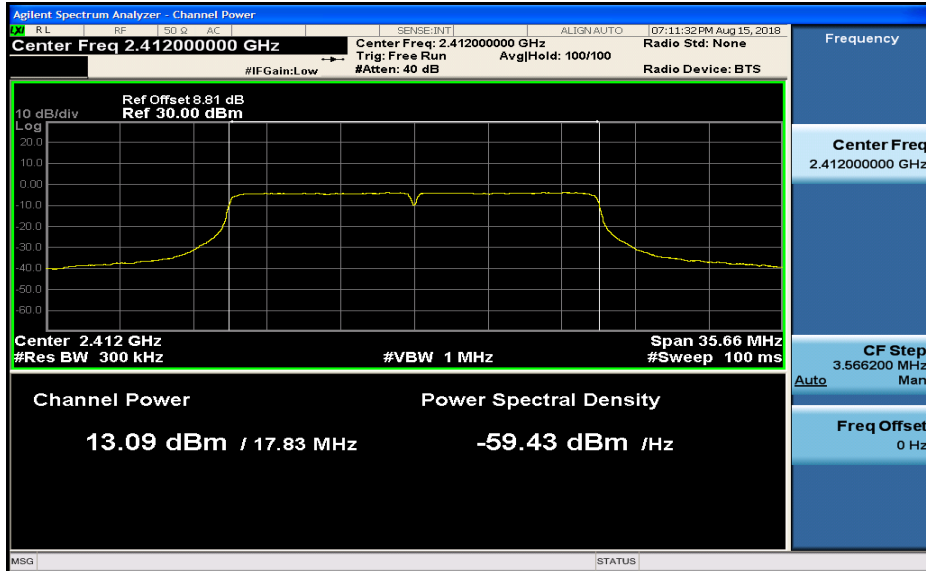 Agilent Spectrum Analyzer - Channel Power
LXI RL RF 50 Ω AC SENSE:INT ALIGN AUTO 07:11:32 PM Aug 15, 2018
Center Freq 2.412000000 GHz
Center Freq: 2.412000000 GHz
Radio Std: None
Trig: Free Run Avg|Hold: 100/100
#IFGain:Low #Atten: 40 dB Radio Device: BTS
Ref Offset 8.81 dB
10 dB/div Ref 30.00 dBm
Log
20.0
10.0
0.00
-10.0
-20.0
-30.0
-40.0
-50.0
-60.0
Center 2.412 GHz Span 35.66 MHz
#Res BW 300 kHz #VBW 1 MHz #Sweep 100 ms
Channel Power Power Spectral Density
13.09 dBm / 17.83 MHz -59.43 dBm /Hz
MSG STATUS
Frequency
Center Freq
2.412000000 GHz
CF Step
3.566200 MHz
Auto Man
Freq Offset
0 Hz